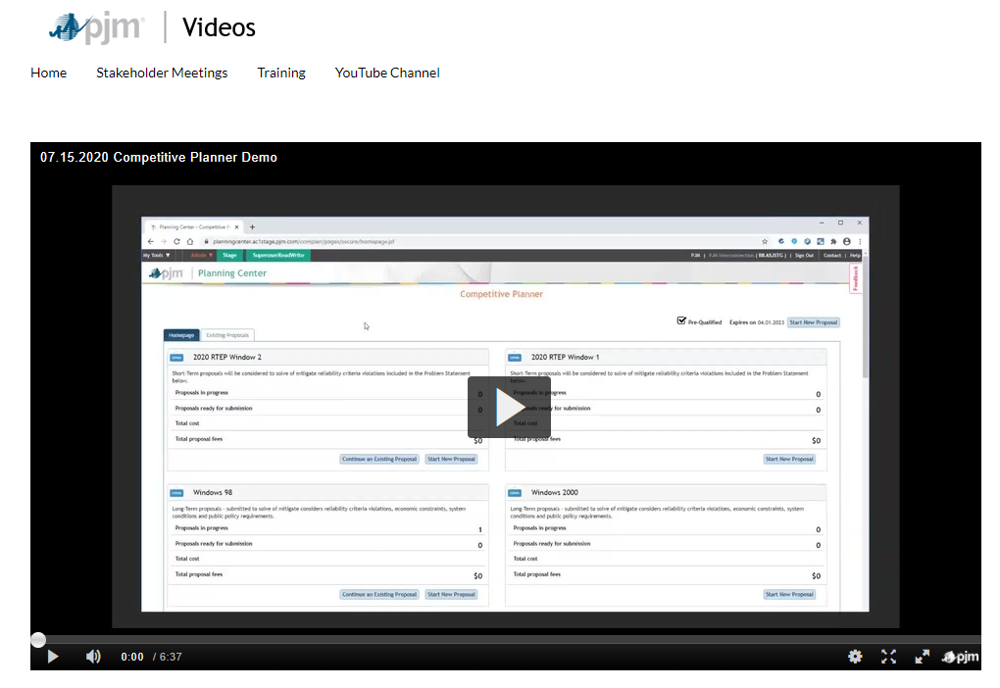 pjm | Videos
Home Stakeholder Meetings Training YouTube Channel
07.15.2020 Competitive Planner Demo
Planning Center - Competitive P
planningcenter.ac1stage.pjm.com/complan/pages/secure/homepage.jsf
My Tools Admin Stage SuperuserReadWrite PJM | PJM Interconnection | Sign Out | Contact | Help
pjm | Planning Center
Feedback
Competitive Planner
Pre-Qualified Expires on 04.01.2023 Start New Proposal
Homepage Existing Proposals
OPEN 2020 RTEP Window 2
Short-Term proposals will be considered to solve of mitigate reliability criteria violations included in the Problem Statement
below.
Proposals in progress 0
Proposals ready for submission 0
Total cost
Total proposal fees $0
Continue an Existing Proposal Start New Proposal
OPEN 2020 RTEP Window 1
Short-Term proposals will be considered to solve of mitigate reliability criteria violations included in the Problem Statement
below.
Proposals in progress 0
Proposals ready for submission 0
Total cost
Total proposal fees $0
Start New Proposal
OPEN Windows 98
Long-Term proposals - submitted to solve of mitigate considers reliability criteria violations, economic constraints, system
conditions and public policy requirements.
Proposals in progress 1
Proposals ready for submission 0
Total cost
Total proposal fees $0
Continue an Existing Proposal Start New Proposal
OPEN Windows 2000
Long-Term proposals - submitted to solve of mitigate considers reliability criteria violations, economic constraints, system
conditions and public policy requirements.
Proposals in progress 0
Proposals ready for submission 0
Total cost
Total proposal fees $0
Start New Proposal
0:00 / 6:37 pjm